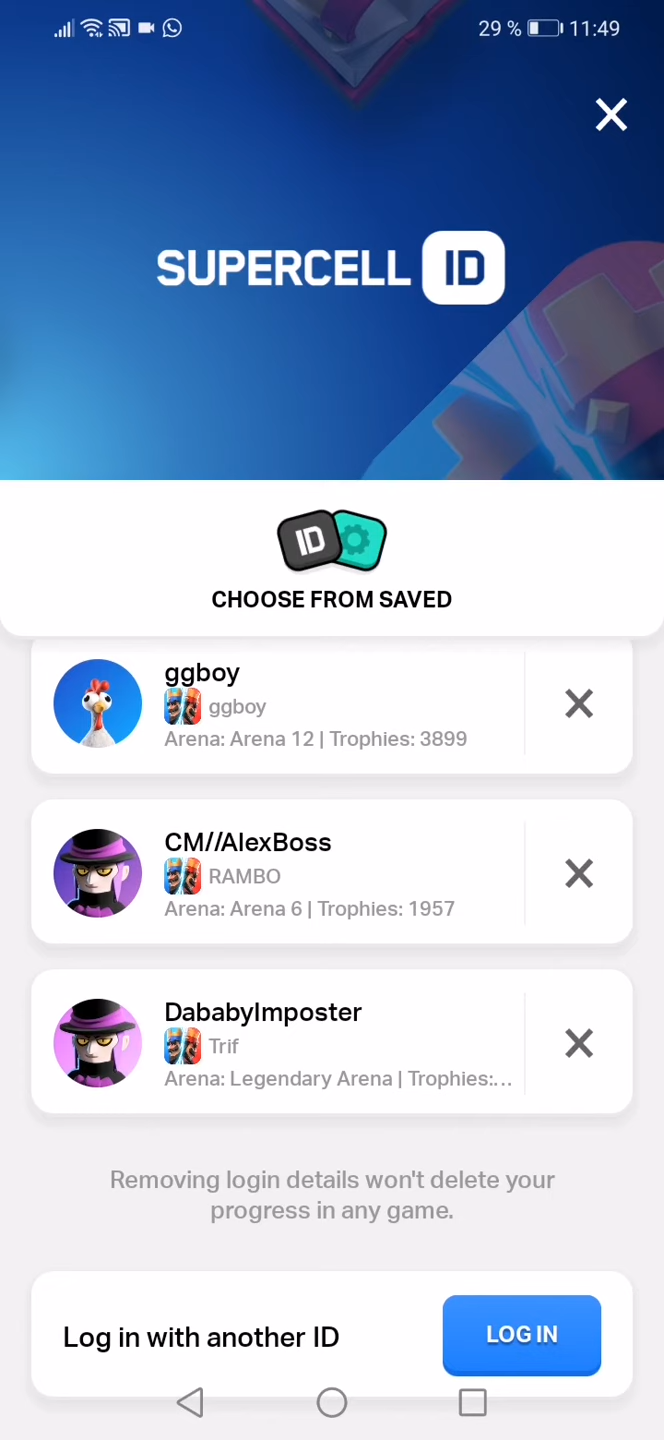 29 % 11:49
SUPERCELL ID
ID
CHOOSE FROM SAVED
ggboy
ggboy
Arena: Arena 12 | Trophies: 3899
CM//AlexBoss
RAMBO
Arena: Arena 6 | Trophies: 1957
DababyImposter
Trif
Arena: Legendary Arena | Trophies:...
Removing login details won't delete your
progress in any game.
Log in with another ID
LOG IN